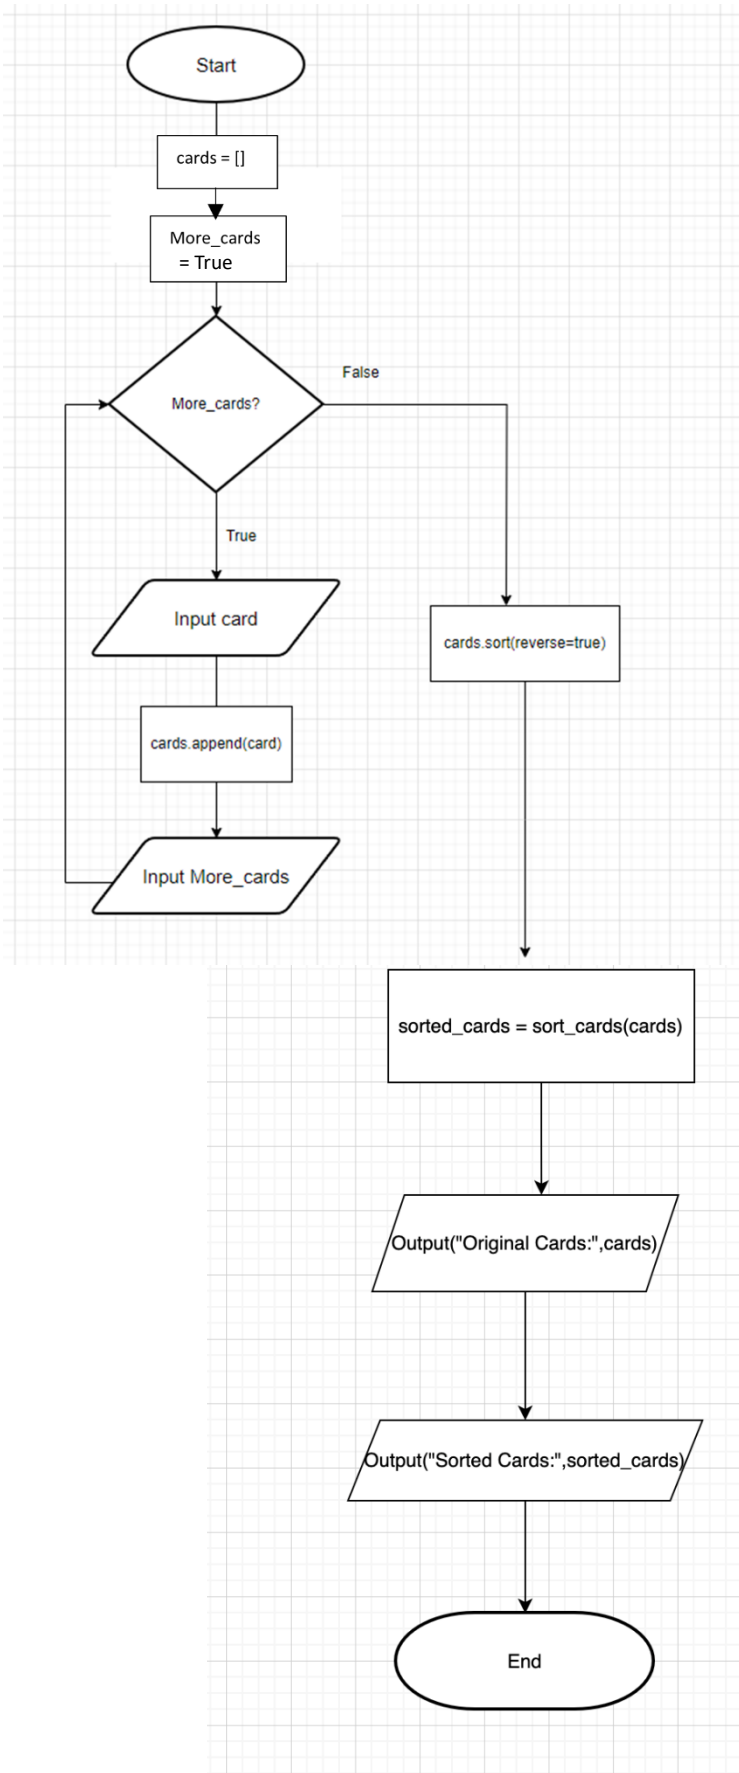 Start
cards = []
More_cards
= True
More_cards?
False
True
Input card
cards.append(card)
Input More_cards
cards.sort(reverse=true)
sorted_cards = sort_cards(cards)
Output("Original Cards:",cards)
Output("Sorted Cards:",sorted_cards)
End